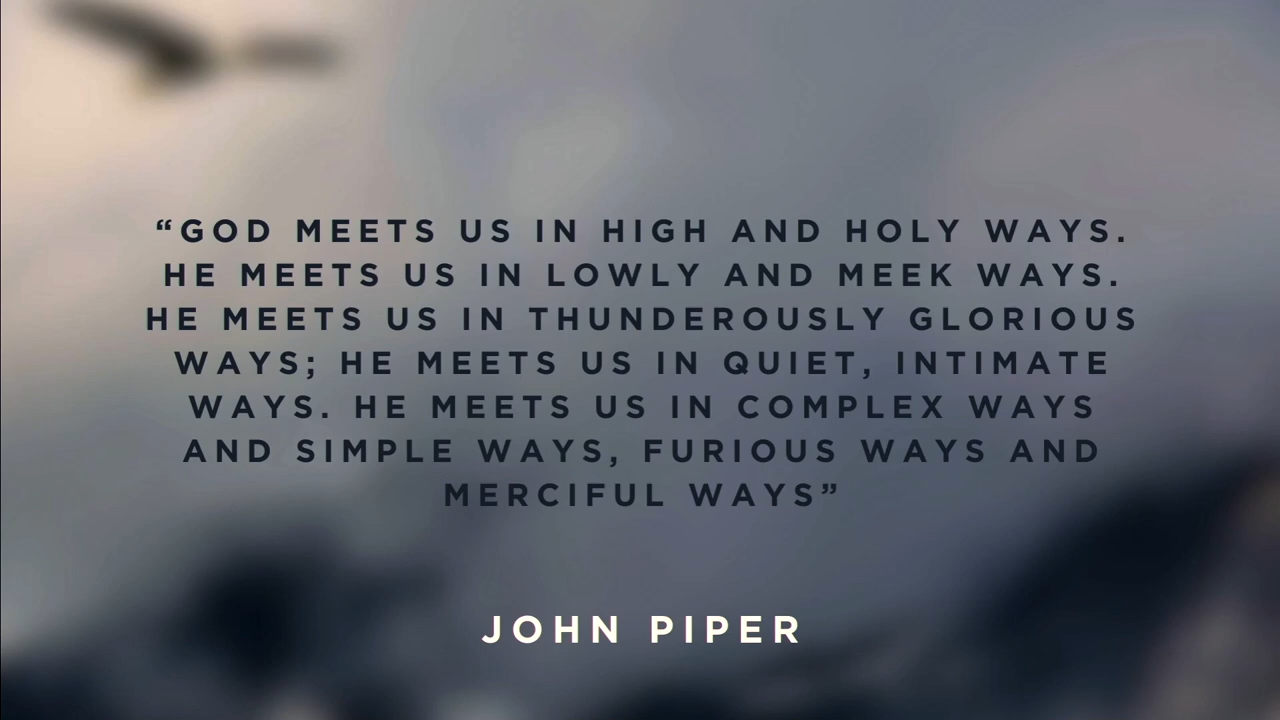 “GOD MEETS US IN HIGH AND HOLY WAYS.
HE MEETS US IN LOWLY AND MEEK WAYS.
HE MEETS US IN THUNDEROUSLY GLORIOUS
WAYS; HE MEETS US IN QUIET, INTIMATE
WAYS. HE MEETS US IN COMPLEX WAYS
AND SIMPLE WAYS, FURIOUS WAYS AND
MERCIFUL WAYS”
JOHN PIPER